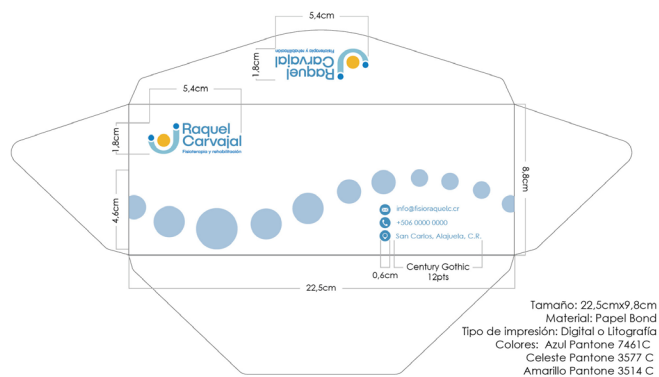 5,4cm
1,8cm
Raquel
Carvajal
Fisioterapia y rehabilitación
5,4cm
1,8cm
Raquel
Carvajal
Fisioterapia y rehabilitación
4,6cm
8,8cm
info@fisioraquelc.cr
+506 0000 0000
San Carlos, Alajuela, C.R.
0,6cm
Century Gothic
12pts
22,5cm
Tamaño: 22,5cmx9,8cm
Material: Papel Bond
Tipo de impresión: Digital o Litografía
Colores: Azul Pantone 7461C
Celeste Pantone 3577 C
Amarillo Pantone 3514 C